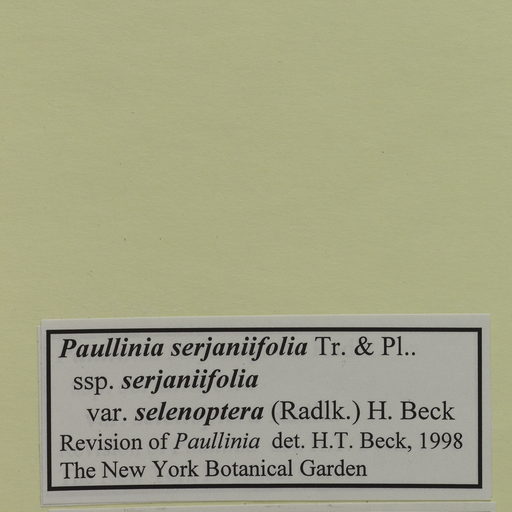 Paullinia serjaniifolia Tr. & Pl..
ssp. serjaniifolia
var. selenoptera (Radlk.) H. Beck
Revision of Paullinia det. H.T. Beck, 1998
The New York Botanical Garden